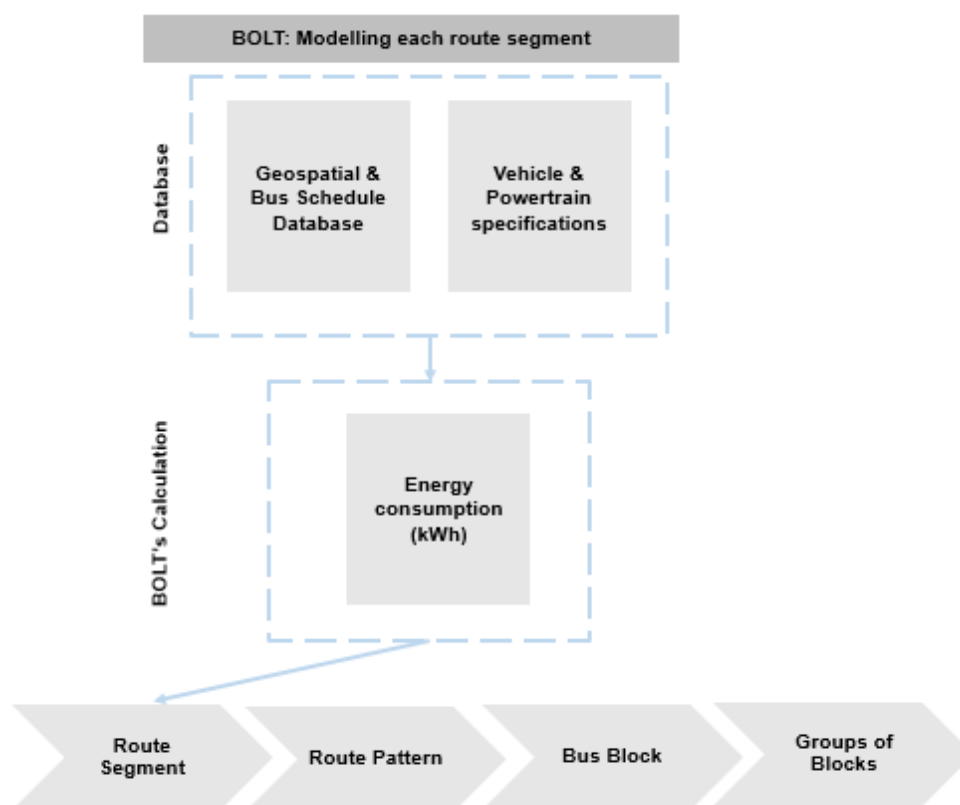 BOLT: Modelling each route segment
Database
Geospatial &
Bus Schedule
Database
Vehicle &
Powertrain
specifications
BOLT's Calculation
Energy
consumption
(kWh)
Route
Segment
Route Pattern
Bus Block
Groups of
Blocks